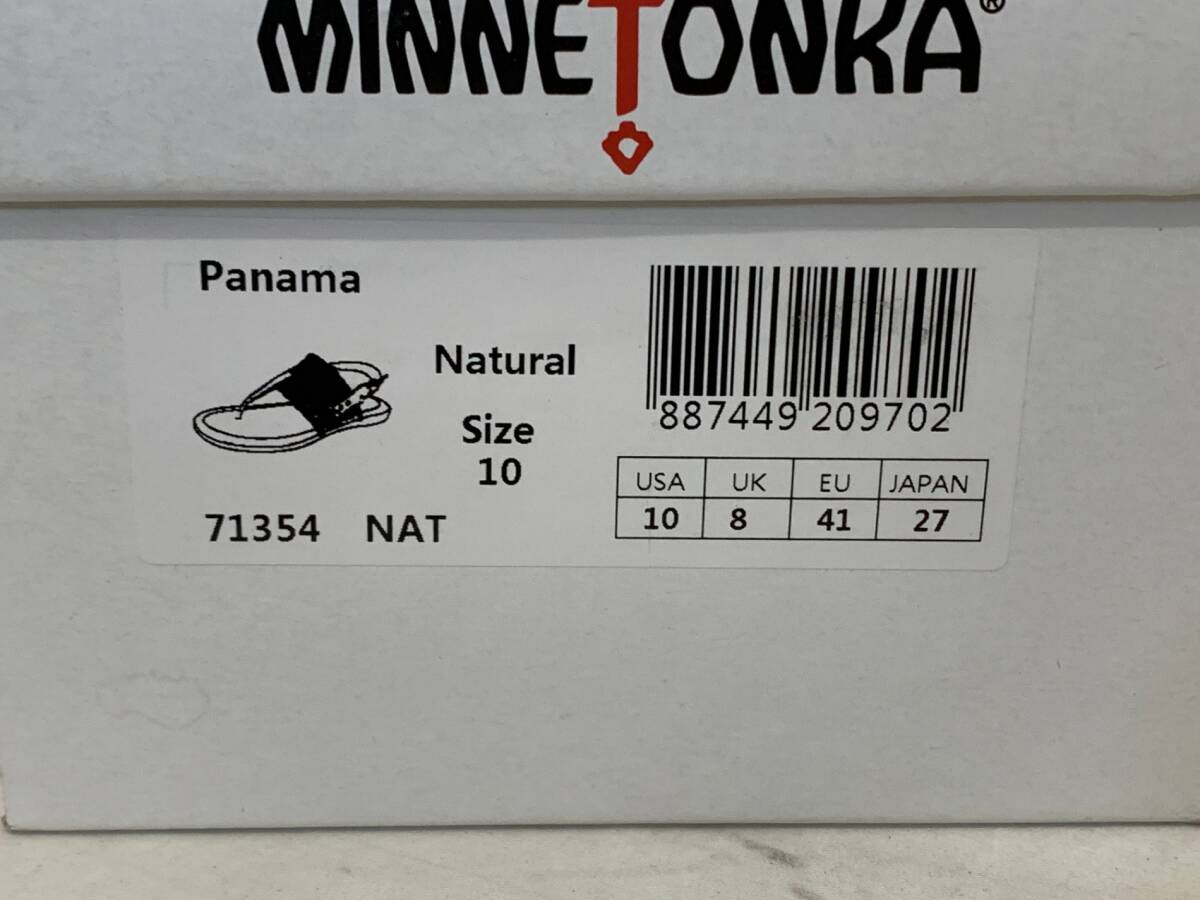 MINNETONKA®
Panama
Natural
Size
10
71354 NAT
887449 209702
USA UK EU JAPAN
10 8 41 27